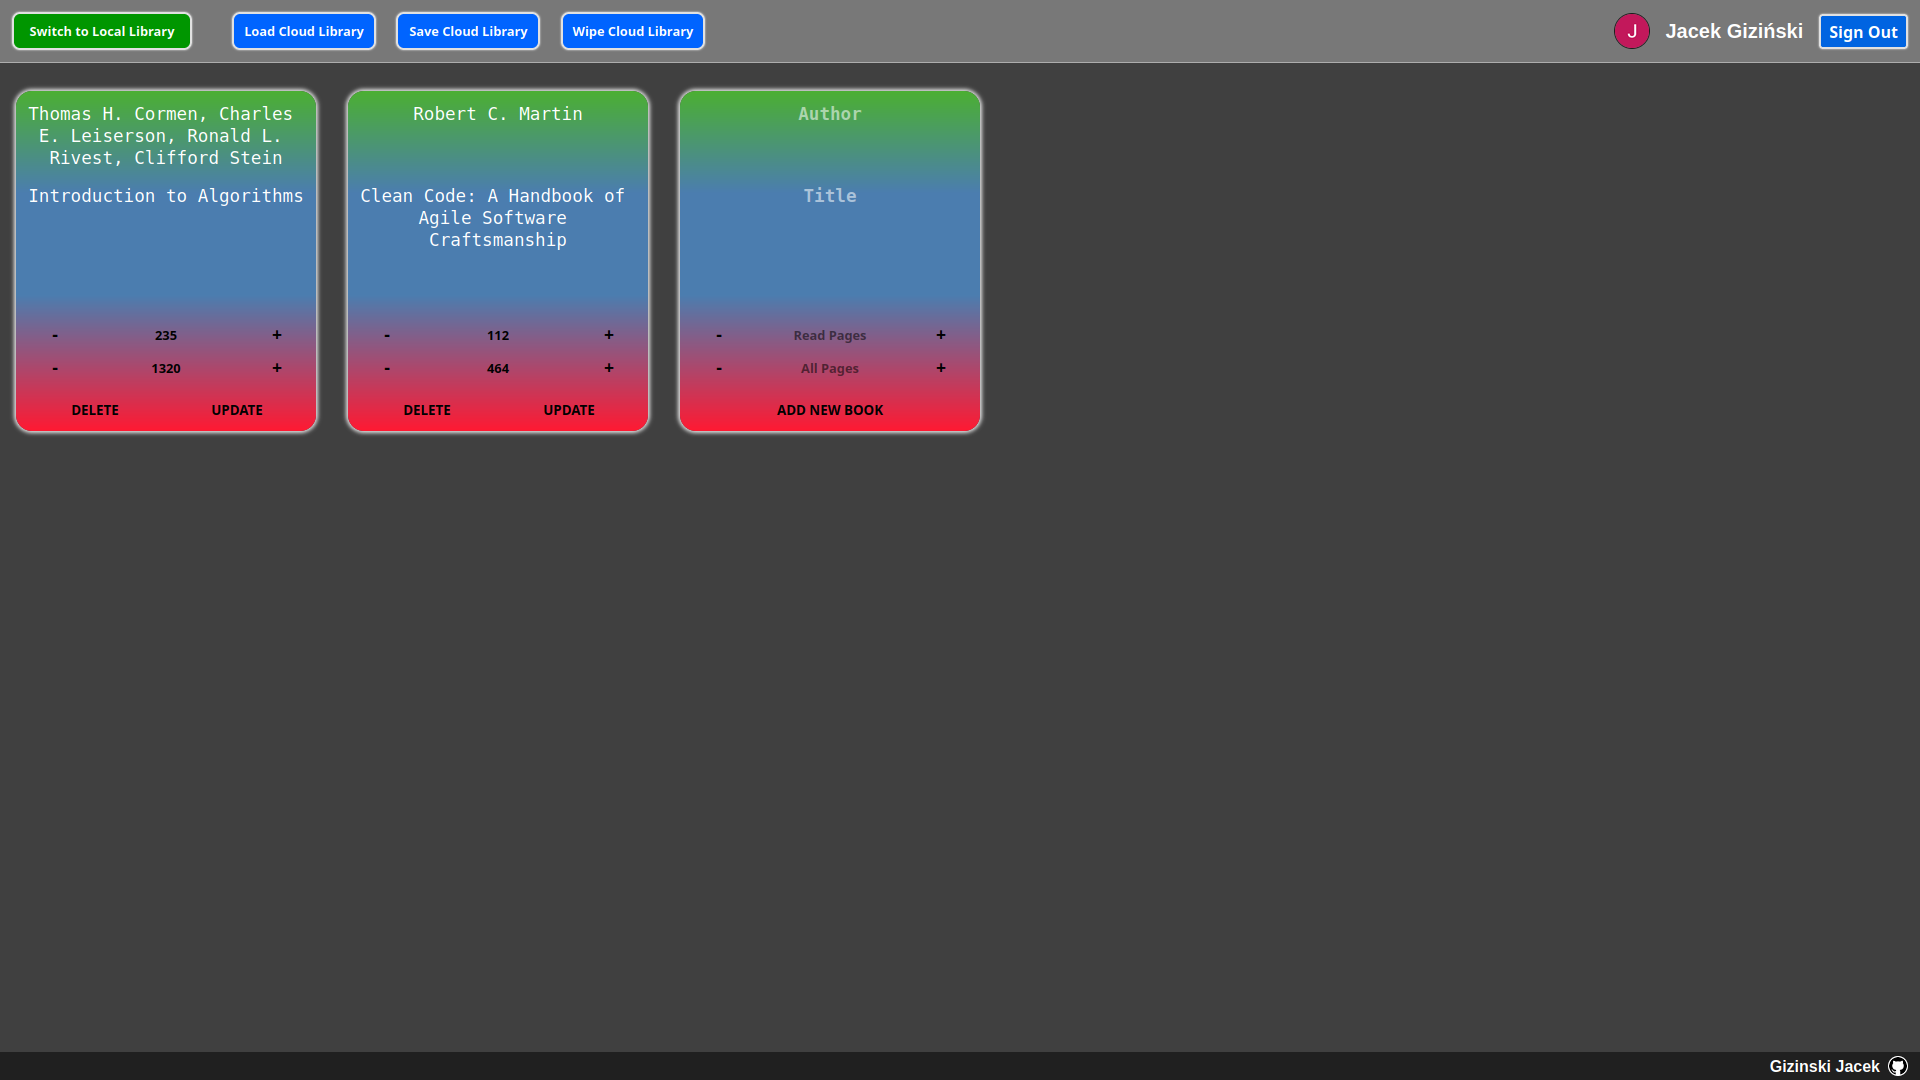 Switch to Local Library
Load Cloud Library
Save Cloud Library
Wipe Cloud Library
J
Jacek Giziński
Sign Out
Thomas H. Cormen, Charles
E. Leiserson, Ronald L.
Rivest, Clifford Stein
Introduction to Algorithms
- 235 +
- 1320 +
DELETE UPDATE
Robert C. Martin
Clean Code: A Handbook of
Agile Software
Craftsmanship
- 112 +
- 464 +
DELETE UPDATE
Author
Title
- Read Pages +
- All Pages +
ADD NEW BOOK
Gizinski Jacek